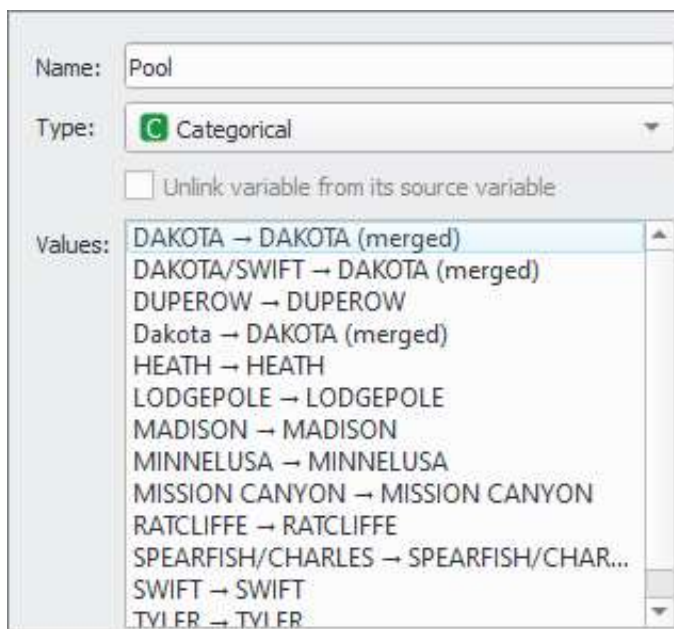 Name: Pool
Type: C Categorical
Unlink variable from its source variable
Values:
DAKOTA → DAKOTA (merged)
DAKOTA/SWIFT → DAKOTA (merged)
DUPEROW → DUPEROW
Dakota → DAKOTA (merged)
HEATH → HEATH
LODGEPOLE → LODGEPOLE
MADISON → MADISON
MINNELUSA → MINNELUSA
MISSION CANYON → MISSION CANYON
RATCLIFFE → RATCLIFFE
SPEARFISH/CHARLES → SPEARFISH/CHAR...
SWIFT → SWIFT
TYLER → TYLER